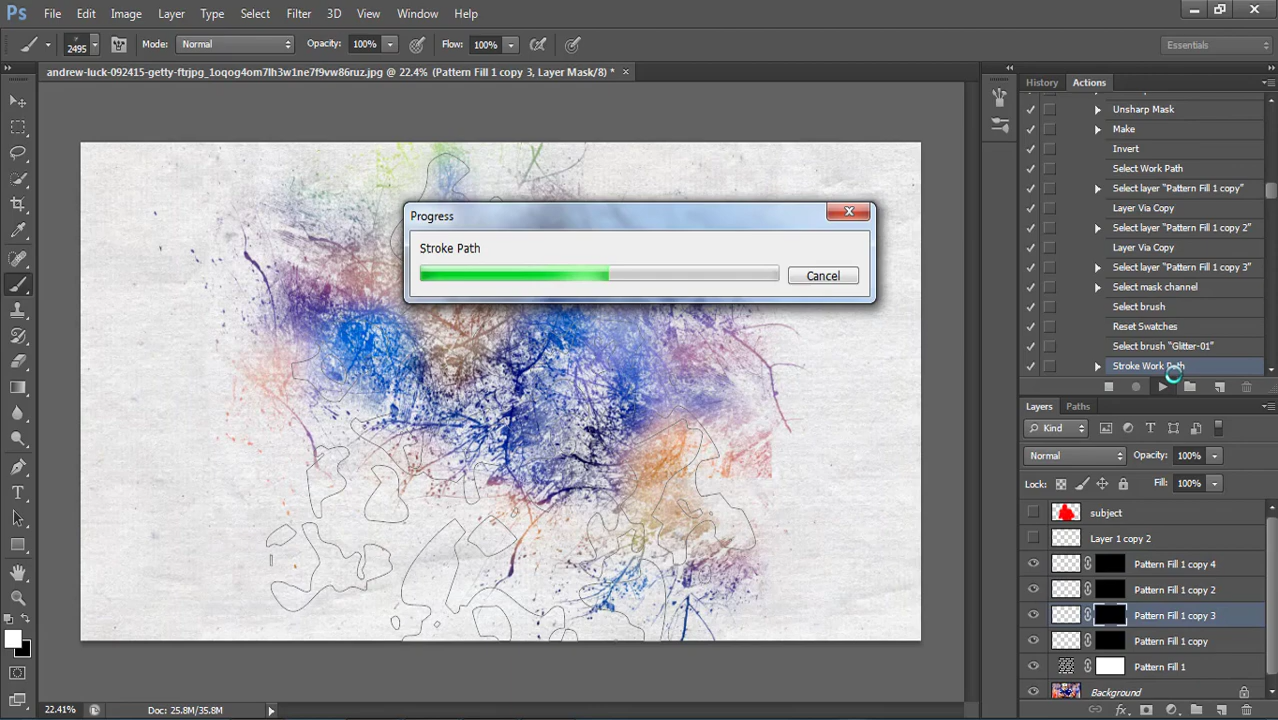 Ps File Edit Image Layer Type Select Filter 3D View Window Help
2495 Mode: Normal Opacity: 100% Flow: 100% Essentials
andrew-luck-092415-getty-ftrjpg_1oqog4om7lh3w1ne7f9vw86ruz.jpg @ 22.4% (Pattern Fill 1 copy 3, Layer Mask/8) * ×
History Actions
Unsharp Mask
Make
Invert
Select Work Path
Select layer "Pattern Fill 1 copy"
Layer Via Copy
Select layer "Pattern Fill 1 copy 2"
Layer Via Copy
Select layer "Pattern Fill 1 copy 3"
Select mask channel
Select brush
Reset Swatches
Select brush "Glitter-01"
Stroke Work Path
Progress
Stroke Path
Cancel
Layers Paths
Kind
Normal Opacity: 100%
Lock: Fill: 100%
subject
Layer 1 copy 2
Pattern Fill 1 copy 4
Pattern Fill 1 copy 2
Pattern Fill 1 copy 3
Pattern Fill 1 copy
Pattern Fill 1
Background
22.41% Doc: 25.8M/35.8M